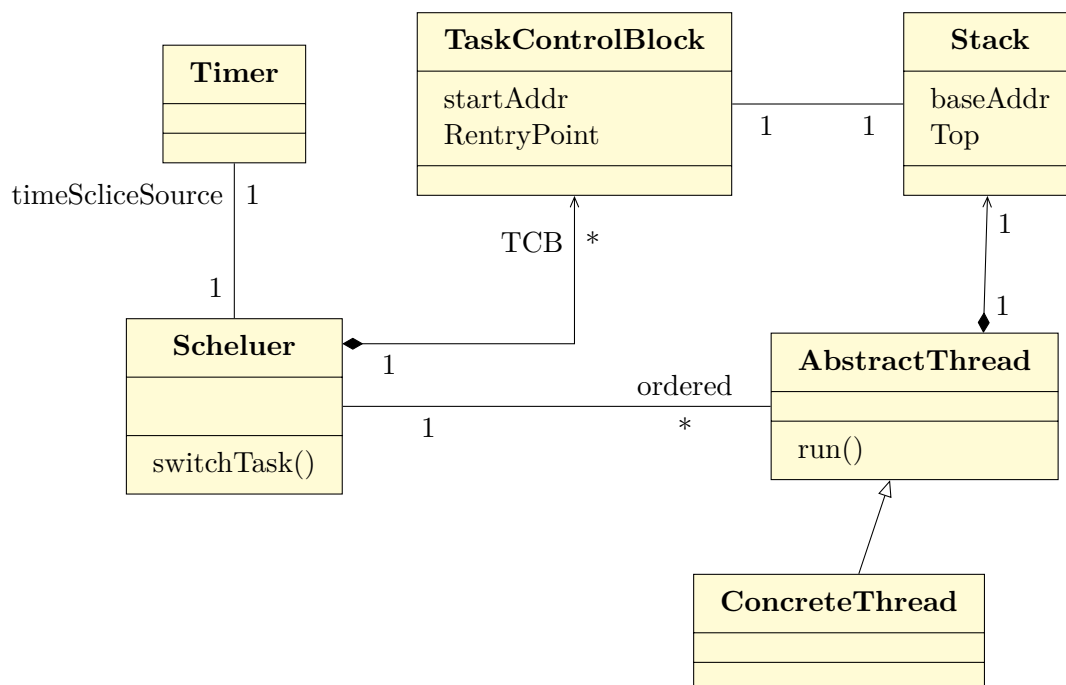 TaskControlBlock
startAddr
RentryPoint
Stack
baseAddr
Top
Timer
1
1
timeScliceSource
1
TCB
*
1
1
1
Scheluer
switchTask()
1
AbstractThread
run()
ordered
1
*
ConcreteThread